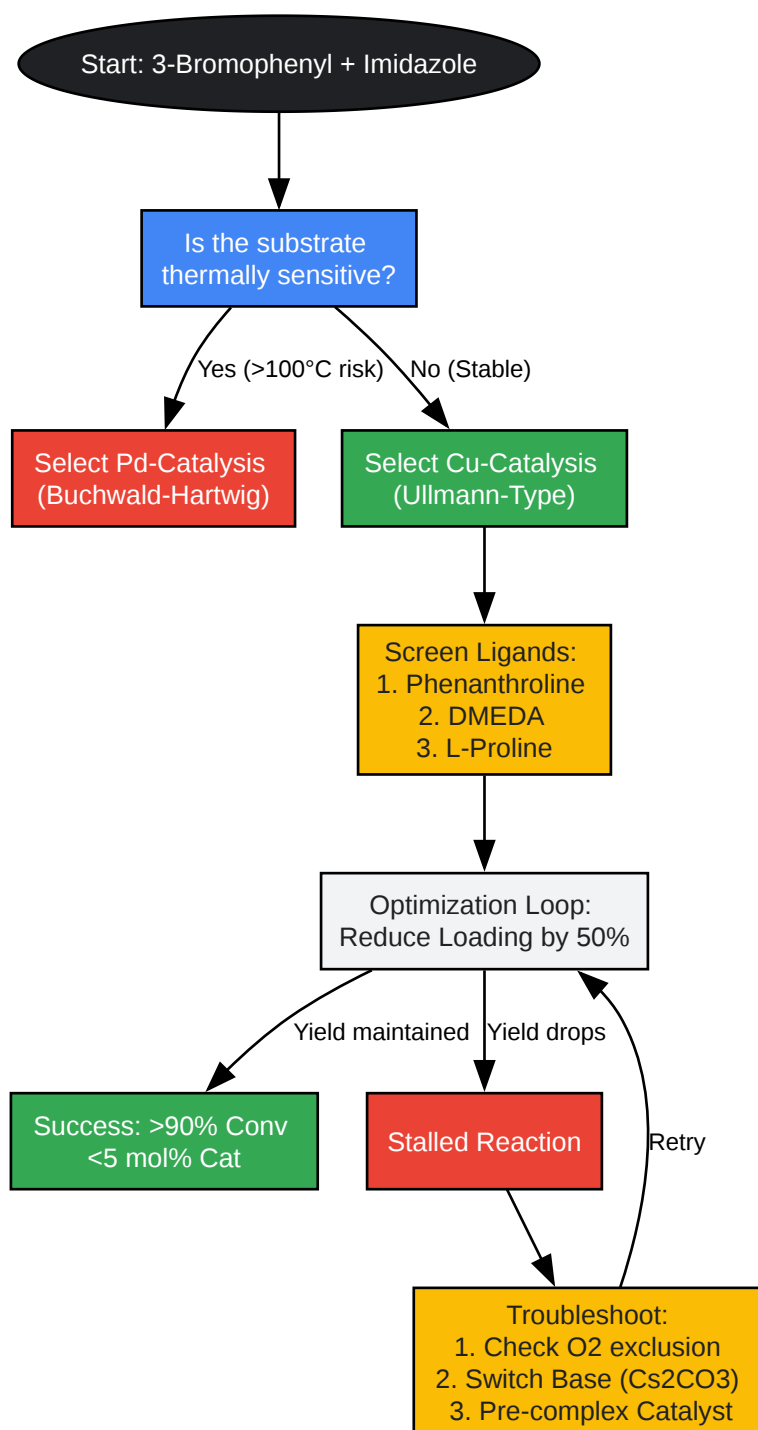 Start: 3-Bromophenyl + Imidazole
Is the substrate
thermally sensitive?
Yes (>100°C risk)
No (Stable)
Select Pd-Catalysis
(Buchwald-Hartwig)
Select Cu-Catalysis
(Ullmann-Type)
Screen Ligands:
1. Phenanthroline
2. DMEDA
3. L-Proline
Optimization Loop:
Reduce Loading by 50%
Yield maintained
Yield drops
Success: >90% Conv
<5 mol% Cat
Stalled Reaction
Retry
Troubleshoot:
1. Check O2 exclusion
2. Switch Base (Cs2CO3)
3. Pre-complex Catalyst